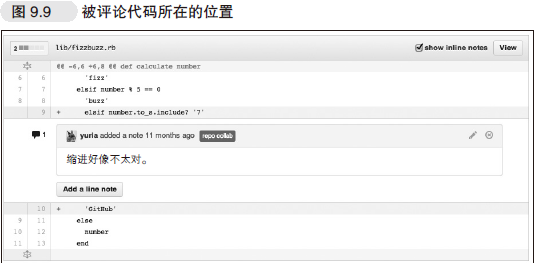 图 9.9 被评论代码所在的位置
2 lib/fizzbuzz.rb show inline notes View
@@ -6,6 +6,8 @@ def calculate number
6 6 'fizz'
7 7 elsif number % 5 == 0
8 8 'buzz'
9 + elsif number.to_s.include? '7'
1 yuria added a note 11 months ago repo collab
缩进好像不太对。
Add a line note
10 + 'GitHub'
9 11 else
10 12 number
11 13 end